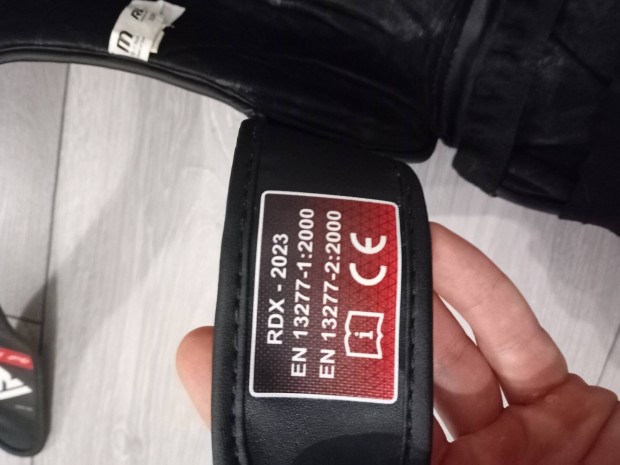 RDX - 2023
EN 13277-1:2000
EN 13277-2:2000
i
CE